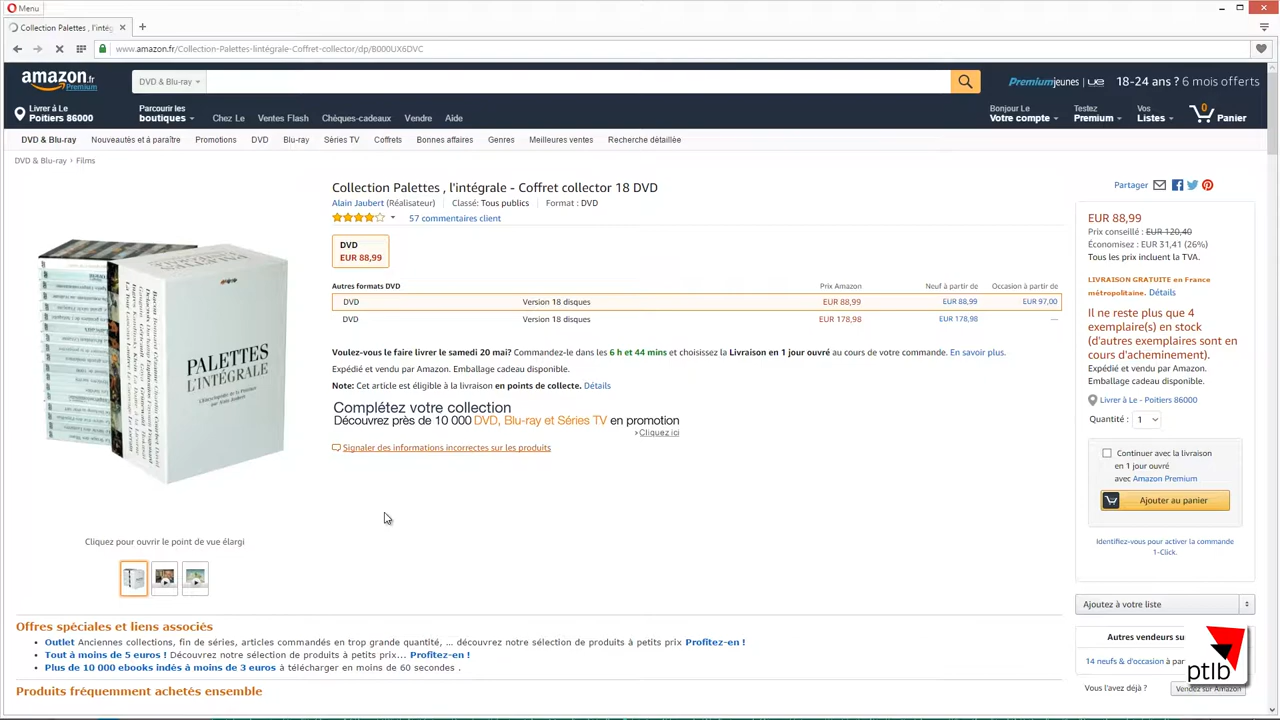 Menu
Collection Palettes , l'intég
www.amazon.fr/Collection-Palettes-lintégrale-Coffret-collector/dp/B000UX6DVC
amazon.fr
Premium
DVD & Blu-ray
Premiumjeunes | ue 18-24 ans ? 6 mois offerts
Livrer à Le
Poitiers 86000
Parcourir les
boutiques
Chez Le Ventes Flash Chèques-cadeaux Vendre Aide
Bonjour Le
Votre compte
Testez
Premium
Vos
Listes
0
Panier
DVD & Blu-ray Nouveautés et à paraître Promotions DVD Blu-ray Séries TV Coffrets Bonnes affaires Genres Meilleures ventes Recherche détaillée
DVD & Blu-ray › Films
Collection Palettes , l'intégrale - Coffret collector 18 DVD
Alain Jaubert (Réalisateur) Classé: Tous publics Format : DVD
57 commentaires client
DVD
EUR 88,99
Autres formats DVD Prix Amazon Neuf à partir de Occasion à partir de
DVD Version 18 disques EUR 88,99 EUR 88,99 EUR 97,00
DVD Version 18 disques EUR 178,98 EUR 178,98 —
Voulez-vous le faire livrer le samedi 20 mai? Commandez-le dans les 6 h et 44 mins et choisissez la Livraison en 1 jour ouvré au cours de votre commande. En savoir plus.
Expédié et vendu par Amazon. Emballage cadeau disponible.
Note: Cet article est éligible à la livraison en points de collecte. Détails
Complétez votre collection
Découvrez près de 10 000 DVD, Blu-ray et Séries TV en promotion
› Cliquez ici
Signaler des informations incorrectes sur les produits
PALETTES
L'INTÉGRALE
Cliquez pour ouvrir le point de vue élargi
Partager
EUR 88,99
Prix conseillé : EUR 120,40
Économisez : EUR 31,41 (26%)
Tous les prix incluent la TVA.
LIVRAISON GRATUITE en France
métropolitaine. Détails
Il ne reste plus que 4
exemplaire(s) en stock
(d'autres exemplaires sont en
cours d'acheminement).
Expédié et vendu par Amazon.
Emballage cadeau disponible.
Livrer à Le - Poitiers 86000
Quantité : 1
Continuer avec la livraison
en 1 jour ouvré
avec Amazon Premium
Ajouter au panier
Identifiez-vous pour activer la commande
1-Click.
Ajoutez à votre liste
Autres vendeurs su
14 neufs & d'occasion à par
Vous l'avez déjà ? Vendez sur Amazon
ptlb
Offres spéciales et liens associés
Outlet Anciennes collections, fin de séries, articles commandés en trop grande quantité, ... découvrez notre sélection de produits à petits prix Profitez-en !
Tout à moins de 5 euros ! Découvrez notre sélection de produits à petits prix... Profitez-en !
Plus de 10 000 ebooks indés à moins de 3 euros à télécharger en moins de 60 secondes .
Produits fréquemment achetés ensemble